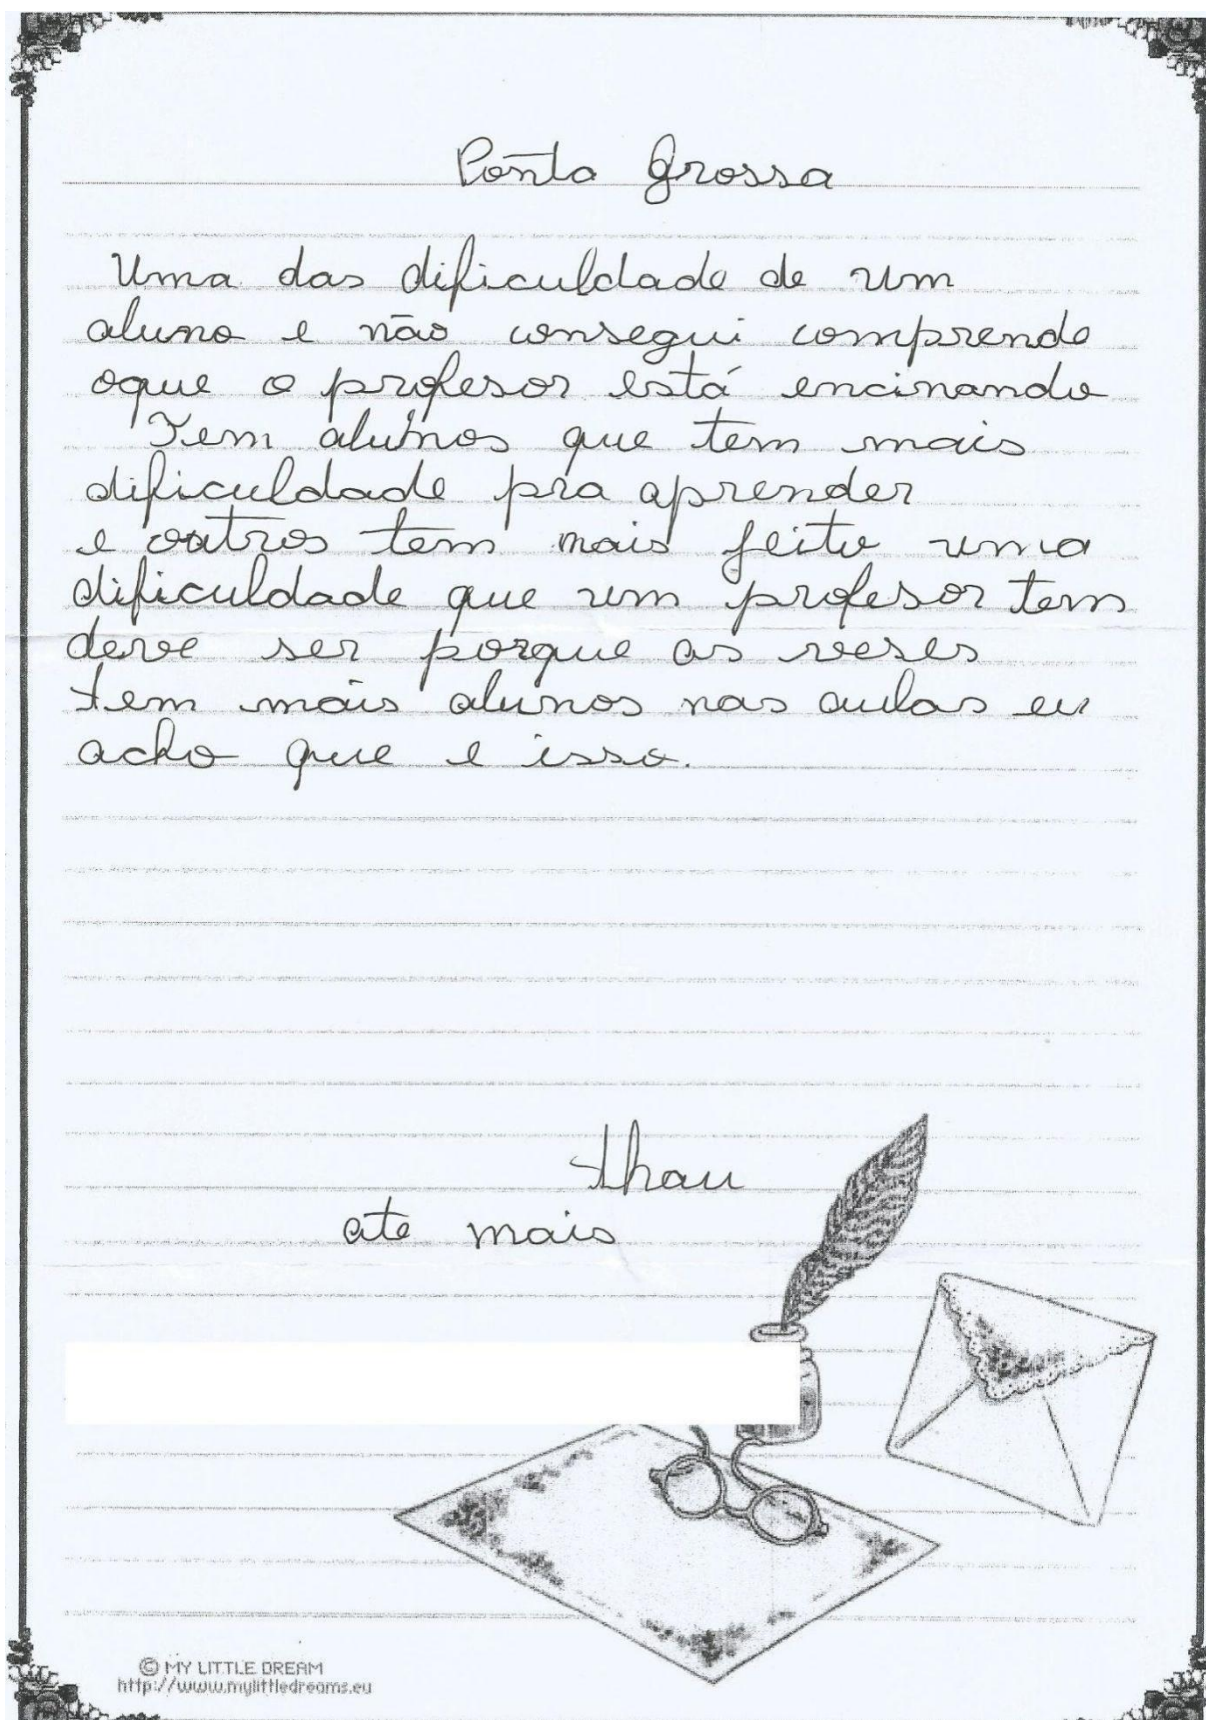 Ponta Grossa
Uma das dificuldade de um
aluno e não consegui comprende
oque o profesor está encinando
Tem alunos que tem mais
dificuldade pra aprender
e outros tem mais feito uma
dificuldade que um profesor tem
deve ser porque as veses
tem mais alunos nas aulas eu
acho que e isso.
thau
ate mais
© MY LITTLE DREAM
http://www.mylittledreams.eu